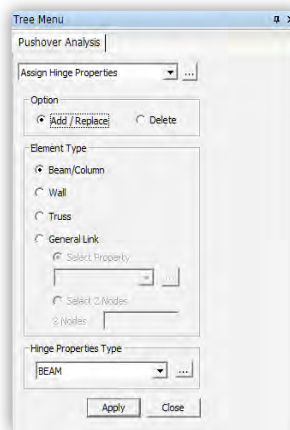 Tree Menu
Pushover Analysis
Assign Hinge Properties ...
Option
Add / Replace Delete
Element Type
Beam/Column
Wall
Truss
General Link
Select Property
...
Select 2 Nodes
2 Nodes
Hinge Properties Type
BEAM ...
Apply Close